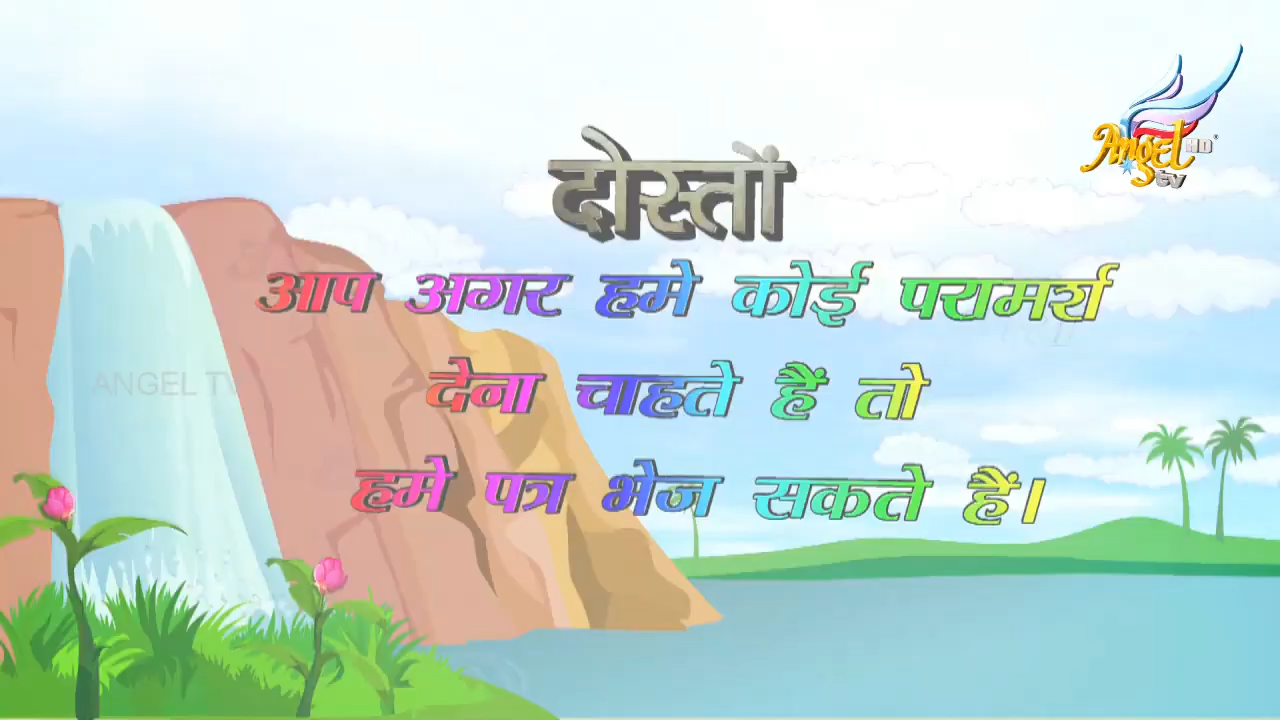 Angel HD
tv
दोस्तों
आप अगर हमे कोई परामर्श
ANGEL TV
देना चाहते हैं तो
हमे पत्र भेज सकते हैं।